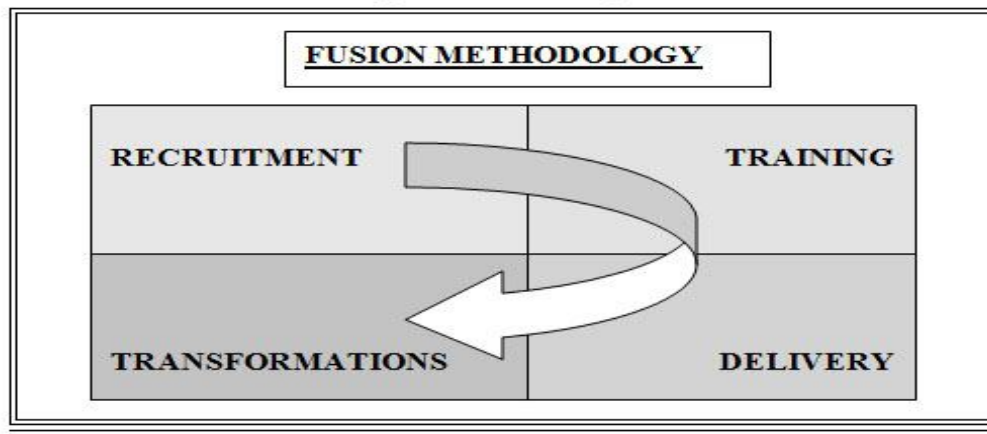 FUSION METHODOLOGY
RECRUITMENT
TRAINING
TRANSFORMATIONS
DELIVERY